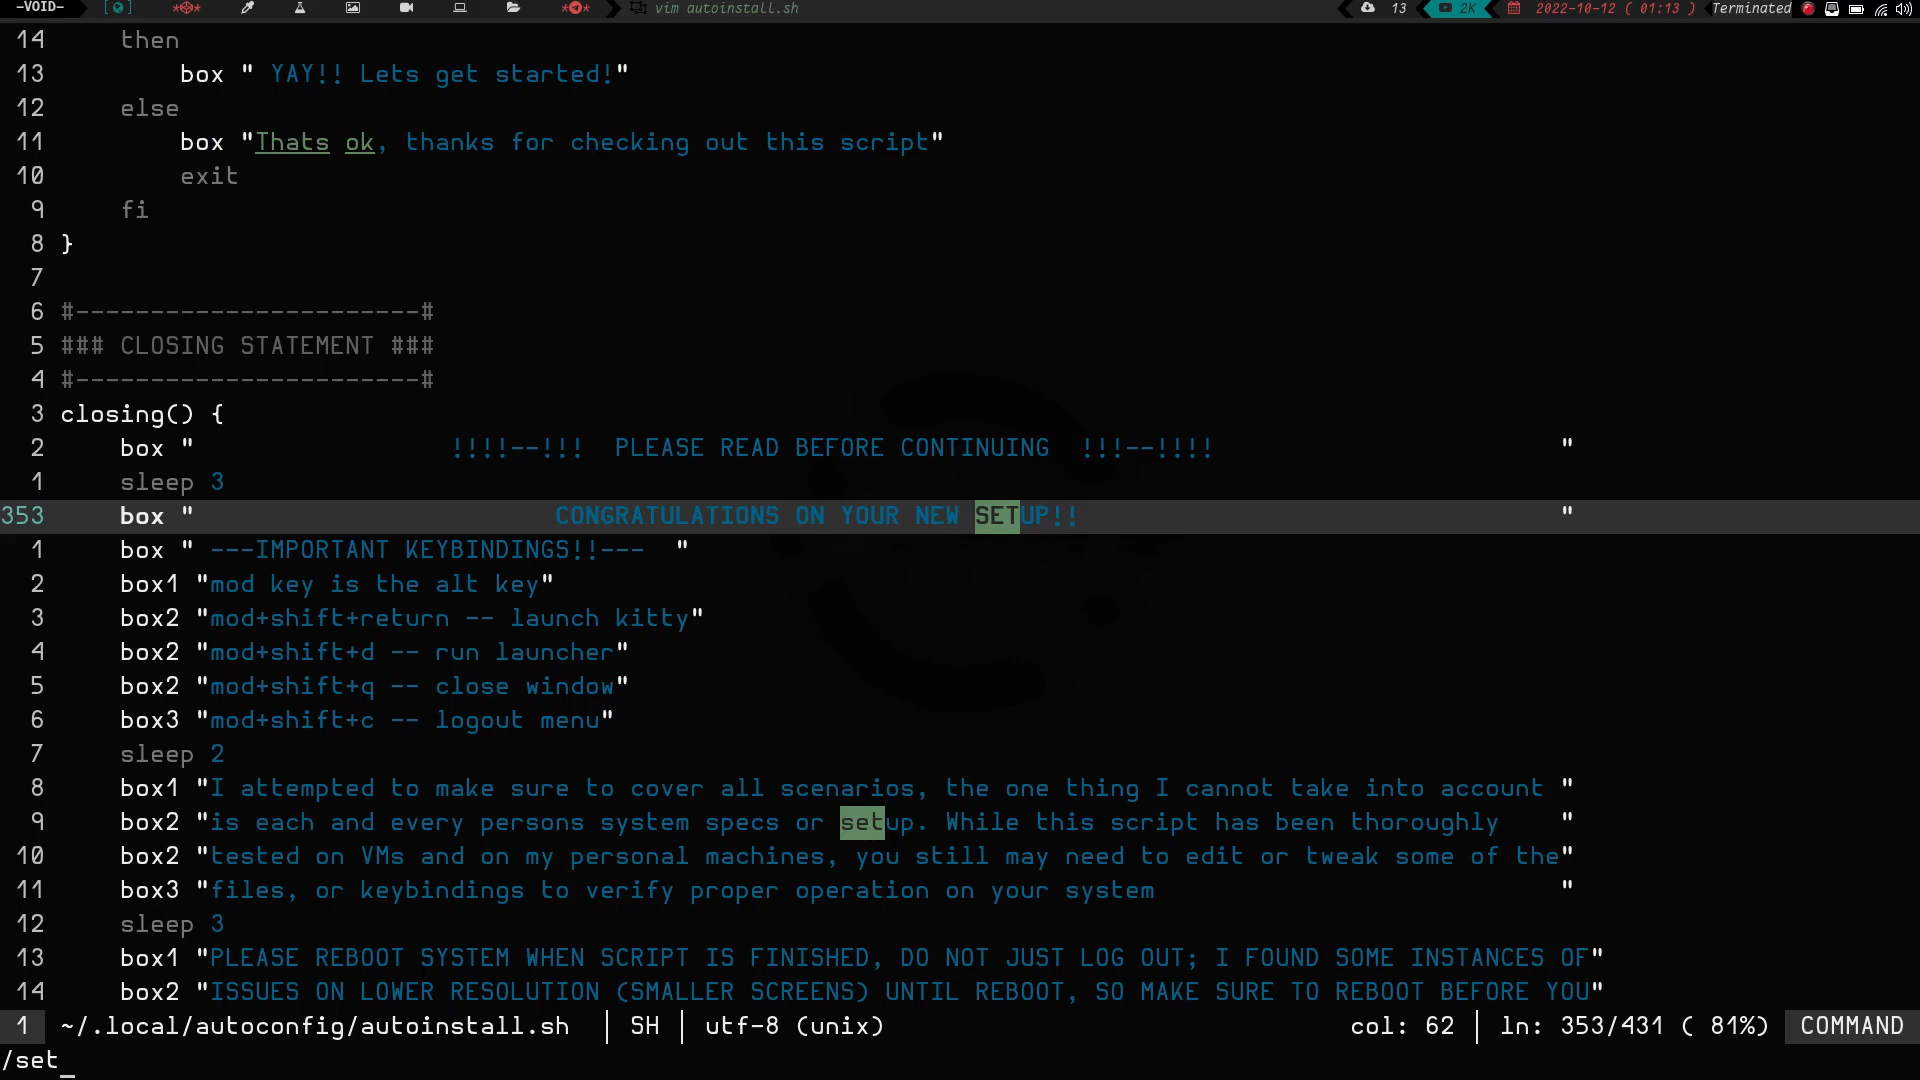 -VOID- [ ] vim autoinstall.sh 13 2K 2022-10-12 ( 01:13 ) Terminated
14     then
13         box " YAY!! Lets get started!"
12     else
11         box "Thats ok, thanks for checking out this script"
10         exit
9     fi
8 }
7
6 #-----------------------#
5 ### CLOSING STATEMENT ###
4 #-----------------------#
3 closing() {
2     box "                 !!!!--!!!  PLEASE READ BEFORE CONTINUING  !!!--!!!!                       "
1     sleep 3
353     box "                        CONGRATULATIONS ON YOUR NEW SETUP!!                                "
1     box " ---IMPORTANT KEYBINDINGS!!---  "
2     box1 "mod key is the alt key"
3     box2 "mod+shift+return -- launch kitty"
4     box2 "mod+shift+d -- run launcher"
5     box2 "mod+shift+q -- close window"
6     box3 "mod+shift+c -- logout menu"
7     sleep 2
8     box1 "I attempted to make sure to cover all scenarios, the one thing I cannot take into account "
9     box2 "is each and every persons system specs or setup. While this script has been thoroughly    "
10     box2 "tested on VMs and on my personal machines, you still may need to edit or tweak some of the"
11     box3 "files, or keybindings to verify proper operation on your system                           "
12     sleep 3
13     box1 "PLEASE REBOOT SYSTEM WHEN SCRIPT IS FINISHED, DO NOT JUST LOG OUT; I FOUND SOME INSTANCES OF"
14     box2 "ISSUES ON LOWER RESOLUTION (SMALLER SCREENS) UNTIL REBOOT, SO MAKE SURE TO REBOOT BEFORE YOU"
1 ~/.local/autoconfig/autoinstall.sh | SH | utf-8 (unix) col: 62 | ln: 353/431 ( 81%) COMMAND
/set_